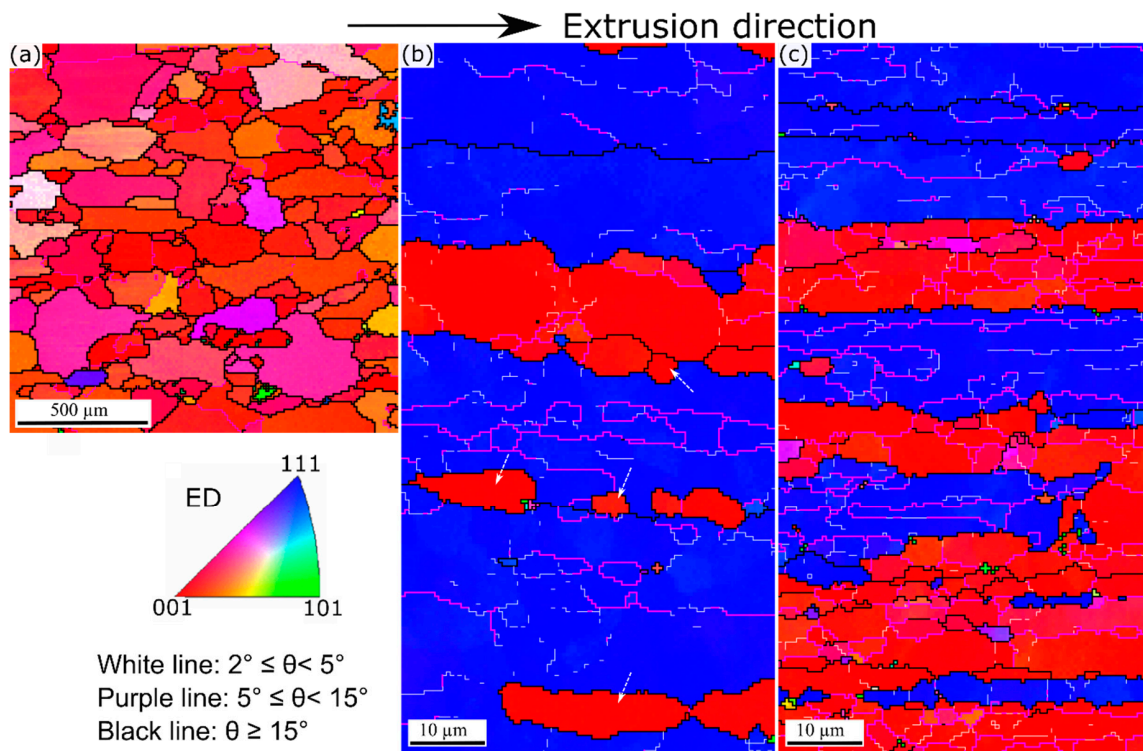 Extrusion direction
(a)
(b)
(c)
500 µm
111
ED
001
101
White line: 2° ≤ θ< 5°
Purple line: 5° ≤ θ< 15°
Black line: θ ≥ 15°
10 µm
10 µm